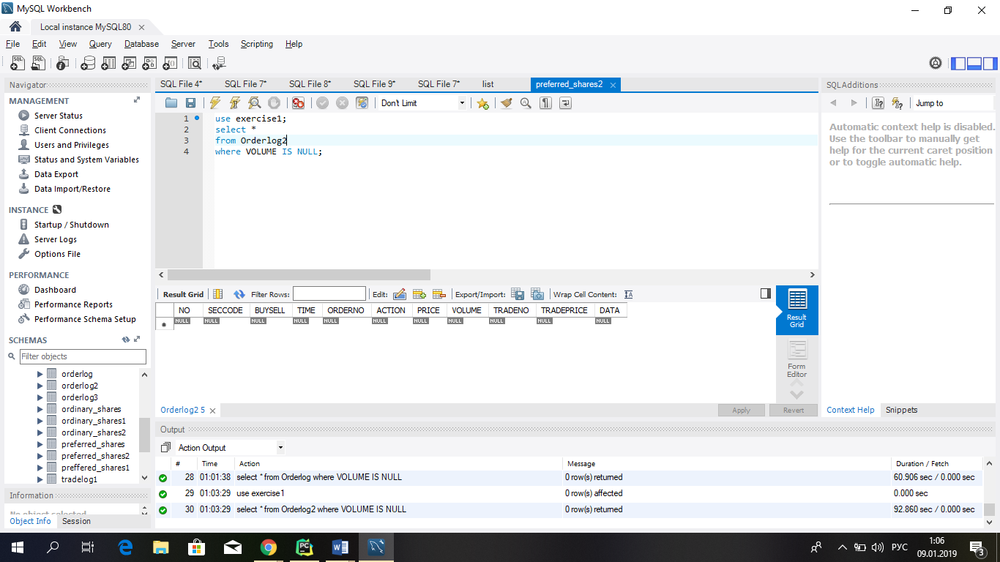 MySQL Workbench
Local instance MySQL80
File Edit View Query Database Server Tools Scripting Help
Navigator
MANAGEMENT
Server Status
Client Connections
Users and Privileges
Status and System Variables
Data Export
Data Import/Restore
INSTANCE
Startup / Shutdown
Server Logs
Options File
PERFORMANCE
Dashboard
Performance Reports
Performance Schema Setup
SCHEMAS
Filter objects
orderlog
orderlog2
orderlog3
ordinary_shares
ordinary_shares1
ordinary_shares2
preferred_shares
preferred_shares2
preffered_shares1
tradelog1
Information
No object selected
Object Info Session
SQL File 4* SQL File 7* SQL File 8* SQL File 9* SQL File 7* list preferred_shares2
Don't Limit
1 use exercise1;
2 select *
3 from Orderlog2
4 where VOLUME IS NULL;
Result Grid Filter Rows: Edit: Export/Import: Wrap Cell Content:
NO SECCODE BUYSELL TIME ORDERNO ACTION PRICE VOLUME TRADENO TRADEPRICE DATA
NULL NULL NULL NULL NULL NULL NULL NULL NULL NULL NULL
Result Grid
Form Editor
Orderlog2 5
Apply Revert
Output
Action Output
# Time Action Message Duration / Fetch
28 01:01:38 select * from Orderlog where VOLUME IS NULL 0 row(s) returned 60.906 sec / 0.000 sec
29 01:03:29 use exercise1 0 row(s) affected 0.000 sec
30 01:03:29 select * from Orderlog2 where VOLUME IS NULL 0 row(s) returned 92.860 sec / 0.000 sec
SQLAdditions
Jump to
Automatic context help is disabled.
Use the toolbar to manually get
help for the current caret position
or to toggle automatic help.
Context Help Snippets
РУС
1:06
09.01.2019
3